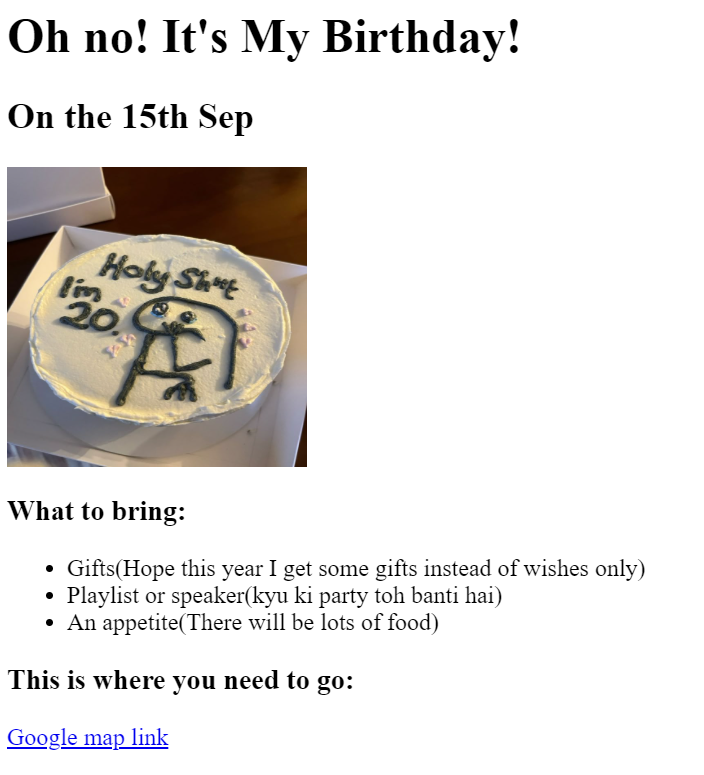 Oh no! It's My Birthday!
On the 15th Sep
Holy Sh*t
I'm
20.
What to bring:
Gifts(Hope this year I get some gifts instead of wishes only)
Playlist or speaker(kyu ki party toh banti hai)
An appetite(There will be lots of food)
This is where you need to go:
Google map link